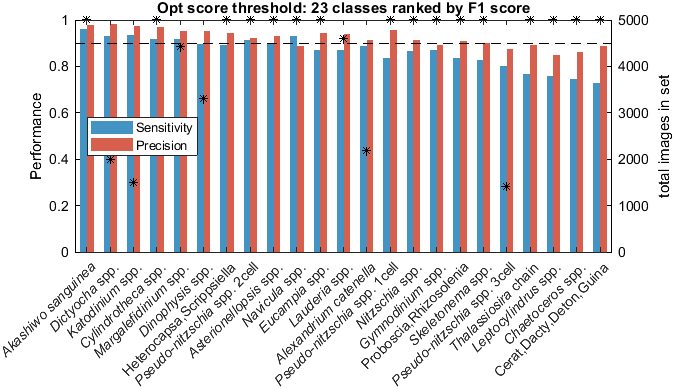 Opt score threshold: 23 classes ranked by F1 score
Performance
1
0.8
0.6
0.4
0.2
0
Sensitivity
Precision
5000
4000
3000
2000
1000
0
total images in set
Akashiwo sanguinea
Dictyocha spp.
Katodinium spp.
Cylindrotheca spp.
Margalefidinium spp.
Dinophysis spp.
Heterocapsa,Scrippsiella
Pseudo-nitzschia spp. 2cell
Asterionellopsis spp.
Navicula spp.
Eucampia spp.
Lauderia spp.
Alexandrium catenella
Pseudo-nitzschia spp. 1cell
Nitzschia spp.
Gymnodinium spp.
Proboscia,Rhizosolenia
Skeletonema spp.
Pseudo-nitzschia spp. 3cell
Thalassiosira chain
Leptocylindrus spp.
Chaetoceros spp.
Cerat,Dacty,Deton,Guina